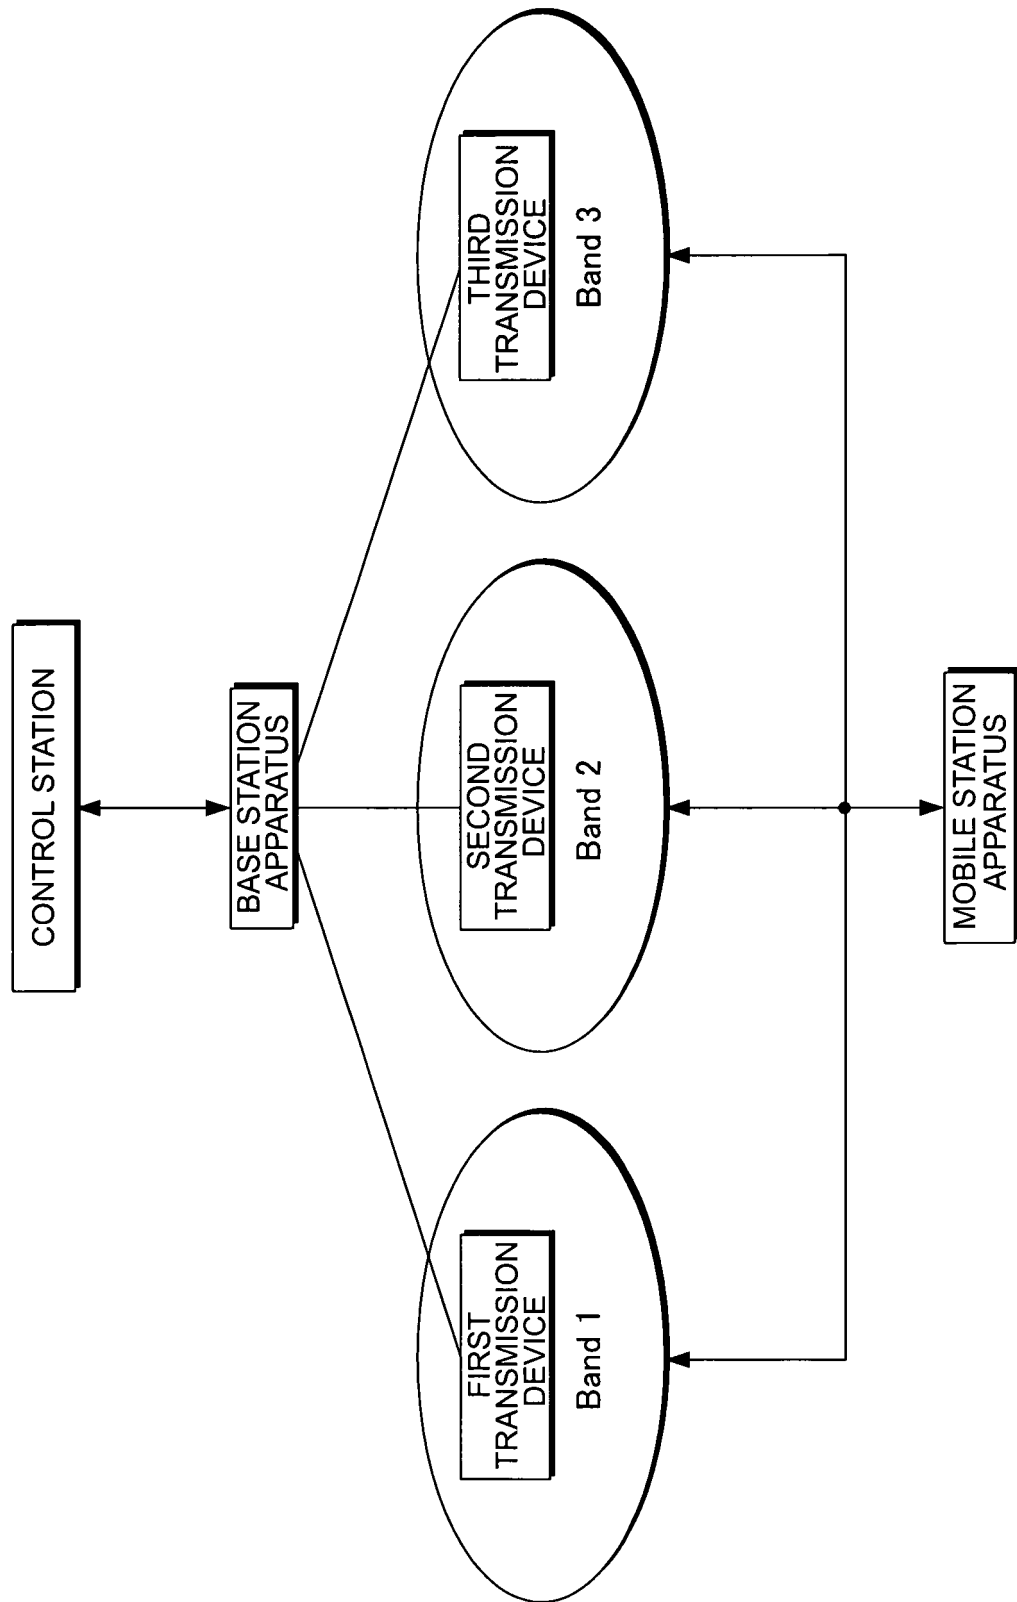 CONTROL STATION
BASE STATION
APPARATUS
FIRST
TRANSMISSION
DEVICE
Band 1
SECOND
TRANSMISSION
DEVICE
Band 2
THIRD
TRANSMISSION
DEVICE
Band 3
MOBILE STATION
APPARATUS